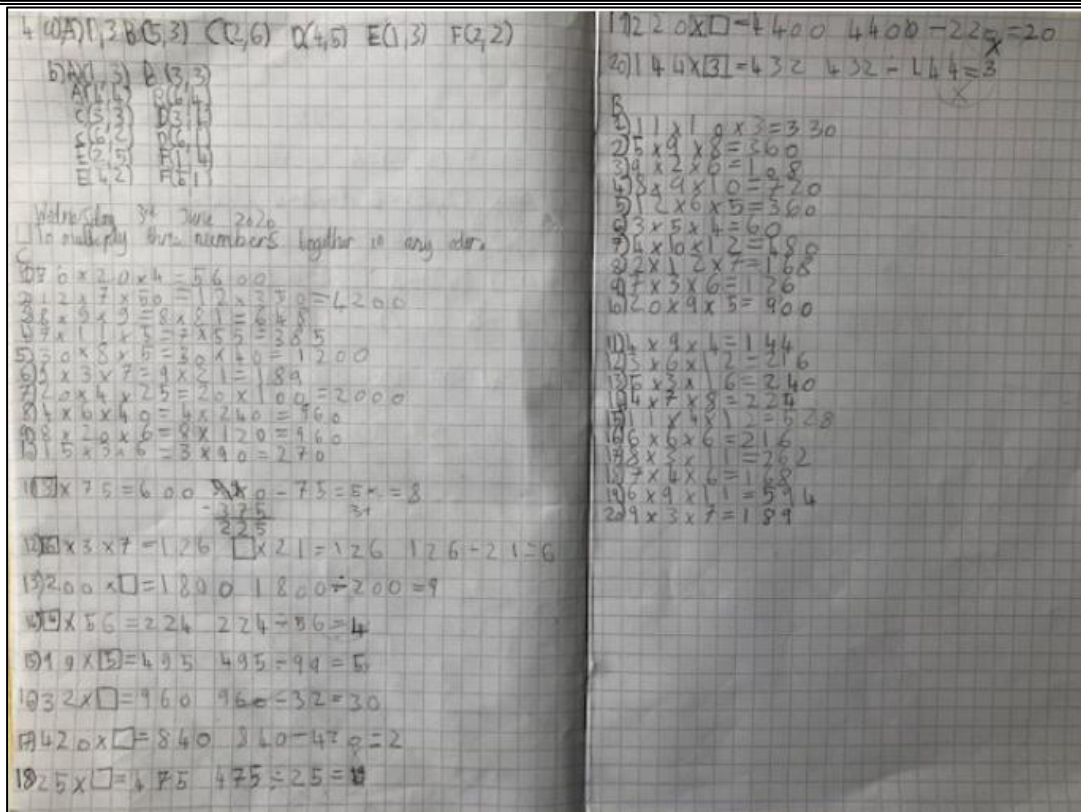 4 a) A) 1,3 B(5,3) C(2,6) D(4,5) E(1,3) F(2,2)
b) A(1,3) B(3,3)
A(1,4) B(6,4)
C(5,3) D(3,1)
C(6,2) D(6,1)
E(2,5) F(1,4)
E(4,2) F(5,1)
Wednesday 3rd June 2020
To multiply three numbers together in any order.
C
1) 70×20×4=5600
2) 12×7×50=12×350=4200
3) 8×9×9=8×81=648
4) 7×11×5=7×55=385
5) 30×8×5=30×40=1200
6) 9×3×7=9×21=189
7) 20×4×25=20×100=2000
8) 4×6×40=4×240=960
9) 8×20×6=8×120=960
10) 15×3×6=3×90=270
11) 8×75=600 -75= =8
-375
225
12) 6×3×7=126 □×21=126 126÷21=6
13) 200×□=1800 1800÷200=9
14) 4×56=224 224÷56=4
15) 99×5=495 495÷99=5
16) 32×□=960 960÷32=30
17) 420×□=840 840÷420=2
18) 25×□=475 475÷25=
19) 220×□=4400 4400÷220=20
20) 144×3=432 432÷144=3
B
1) 11×10×3=330
2) 5×9×8=360
3) 9×2×6=108
4) 8×9×10=720
5) 12×6×5=360
6) 3×5×4=60
7) 4×10×12=480
8) 2×12×7=168
9) 7×3×6=126
10) 20×9×5=900
11) 4×9×4=144
12) 3×6×12=216
13) 5×3×16=240
14) 4×7×8=224
15) 11×4×12=528
16) 6×6×6=216
17) 8×3×11=262
18) 7×4×6=168
19) 6×9×11=594
20) 9×3×7=189